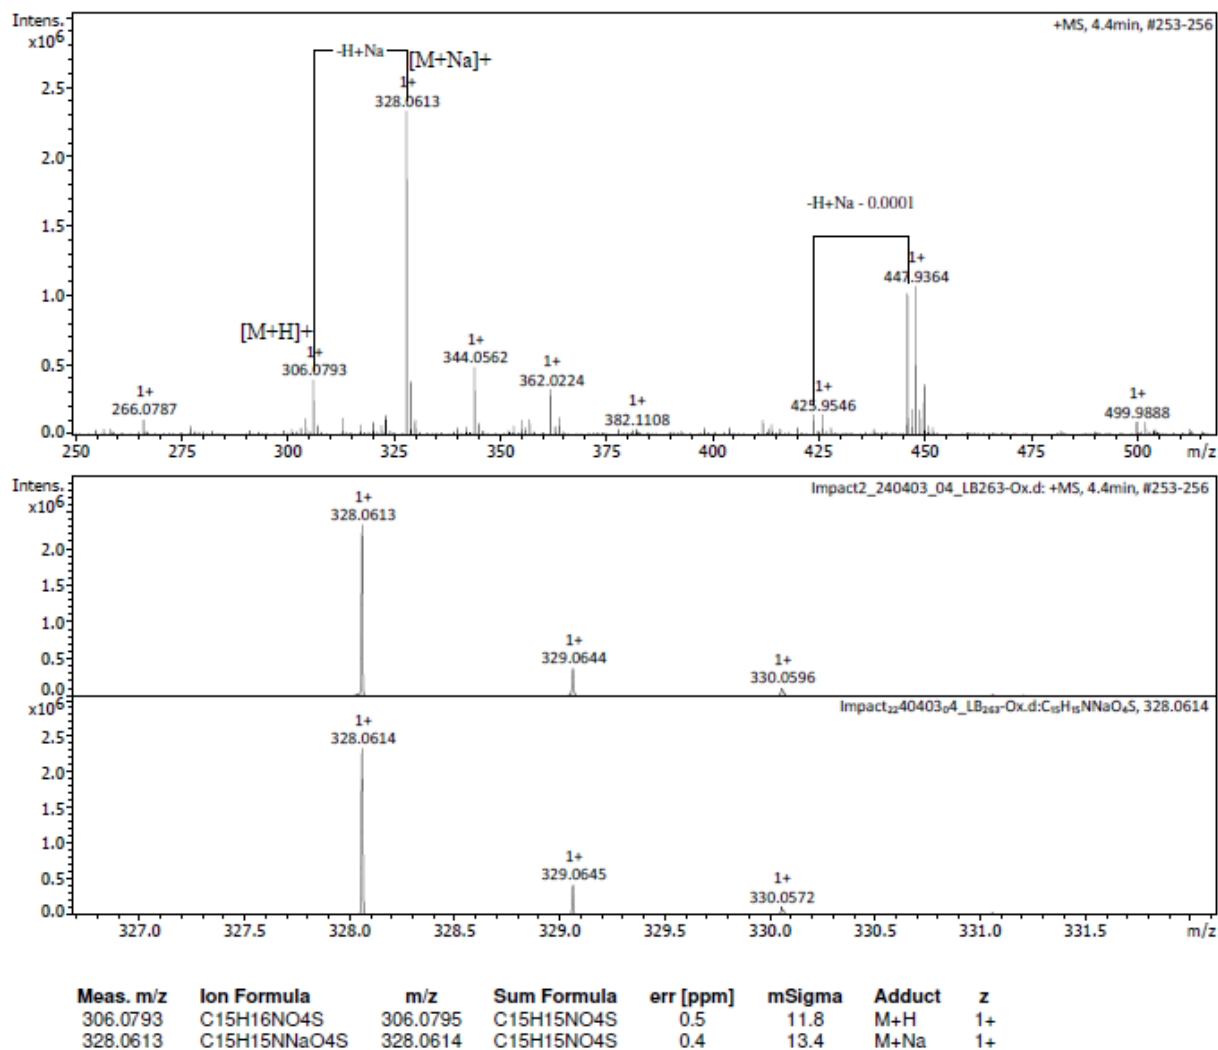 Intens.
x10⁶
+MS, 4.4min, #253-256
-H+Na
[M+Na]+
1+
328.0613
2.5
2.0
1.5
1.0
0.5
0.0
-H+Na - 0.0001
1+
447.9364
[M+H]+
1+
306.0793
1+
344.0562
1+
362.0224
1+
266.0787
1+
382.1108
1+
425.9546
1+
499.9888
250 275 300 325 350 375 400 425 450 475 500 m/z
Intens.
x10⁶
Impact2_240403_04_LB263-Ox.d: +MS, 4.4min, #253-256
1+
328.0613
2.0
1.5
1.0
0.5
0.0
1+
329.0644
1+
330.0596
x10⁶
Impact₂₂40403₀4_LB₂₆₃-Ox.d:C₁₅H₁₅NNaO₄S, 328.0614
1+
328.0614
2.5
2.0
1.5
1.0
0.5
0.0
1+
329.0645
1+
330.0572
327.0 327.5 328.0 328.5 329.0 329.5 330.0 330.5 331.0 331.5 m/z
Meas. m/z Ion Formula m/z Sum Formula err [ppm] mSigma Adduct z
306.0793 C15H16NO4S 306.0795 C15H15NO4S 0.5 11.8 M+H 1+
328.0613 C15H15NNaO4S 328.0614 C15H15NO4S 0.4 13.4 M+Na 1+